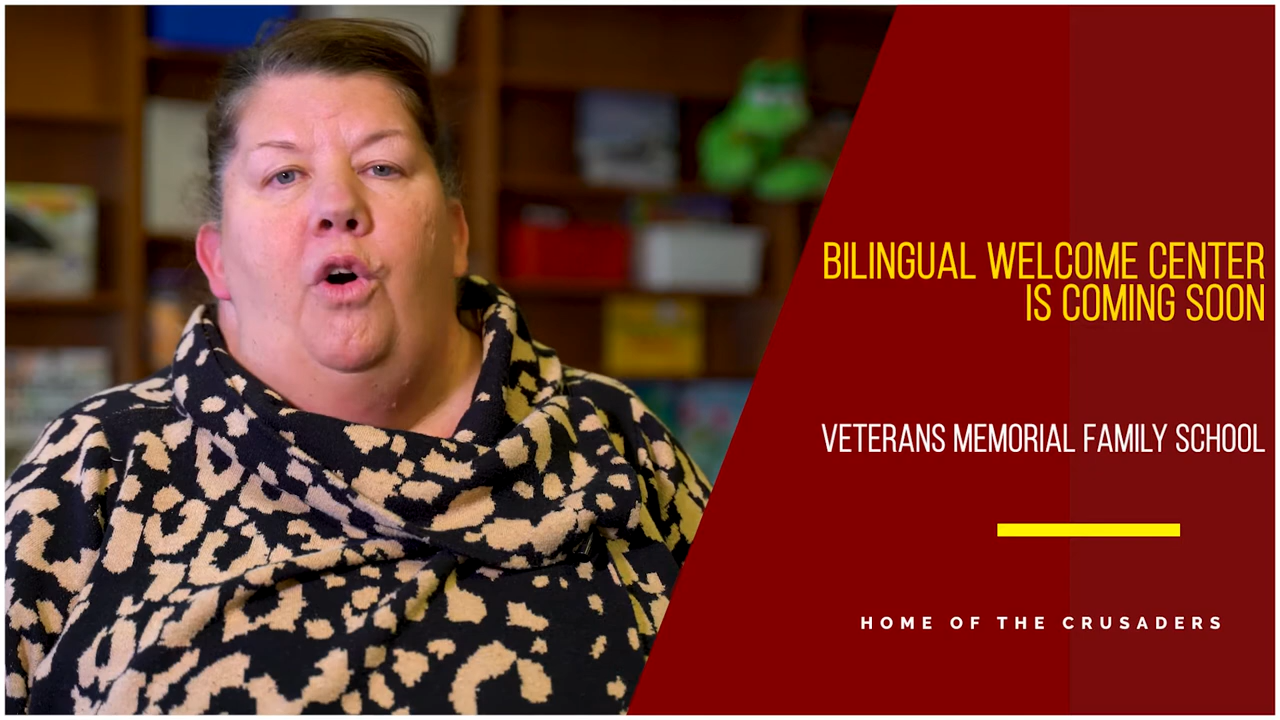 BILINGUAL WELCOME CENTER
IS COMING SOON
VETERANS MEMORIAL FAMILY SCHOOL
HOME OF THE CRUSADERS